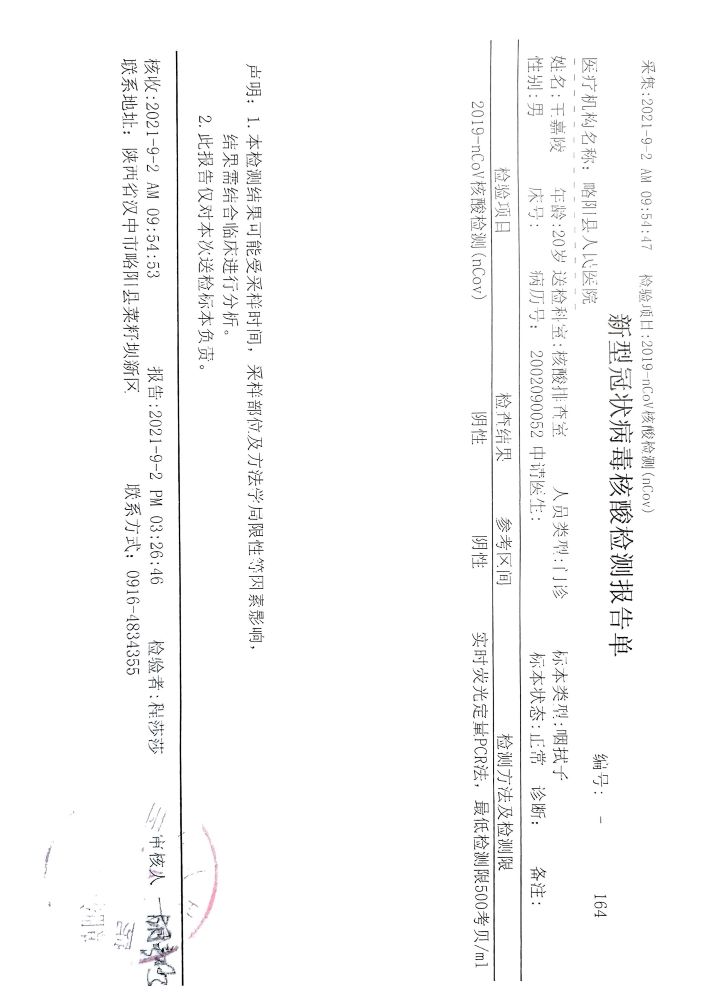 采集:2021-9-2 AM 09:54:47 检验项目:2019-nCoV核酸检测(nCov)
新型冠状病毒核酸检测报告单
编号: - 164
医疗机构名称: 略阳县人民医院
姓名:王嘉陵 年龄:20岁 送检科室:核酸排查室 人员类型:门诊 标本类型:咽拭子
性别:男 床号: 病历号: 2002090052 申请医生: 标本状态:正常 诊断: 备注:
检验项目 检查结果 参考区间 检测方法及检测限
2019-nCoV核酸检测(nCov) 阴性 阴性 实时荧光定量PCR法, 最低检测限500考贝/ml
声明: 1.本检测结果可能受采样时间, 采样部位及方法学局限性等因素影响,
结果需结合临床进行分析。
2.此报告仅对本次送检标本负责。
核收:2021-9-2 AM 09:54:53 报告:2021-9-2 PM 03:26:46 检验者:程莎莎 审核人
联系地址: 陕西省汉中市略阳县菜籽坝新区 联系方式: 0916-4834355
院